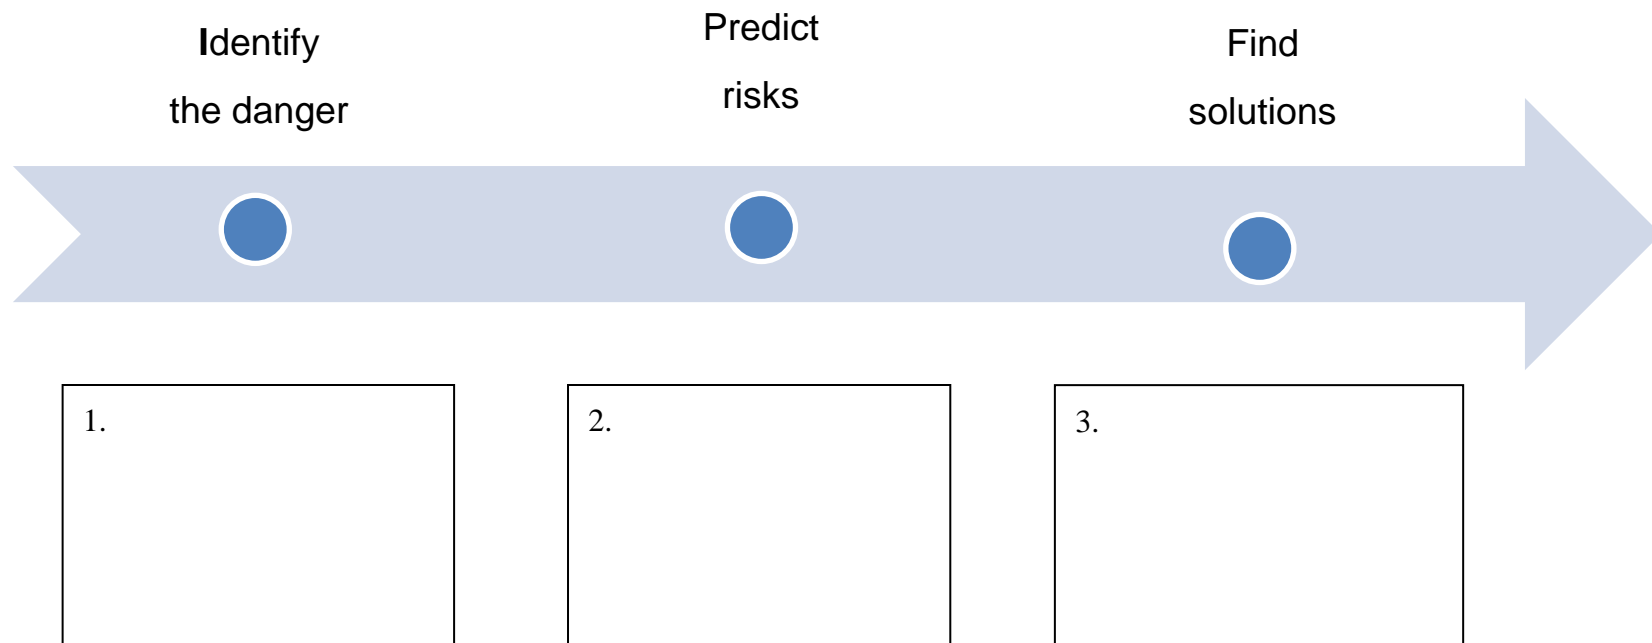 Identify
the danger
Predict
risks
Find
solutions
1.
2.
3.